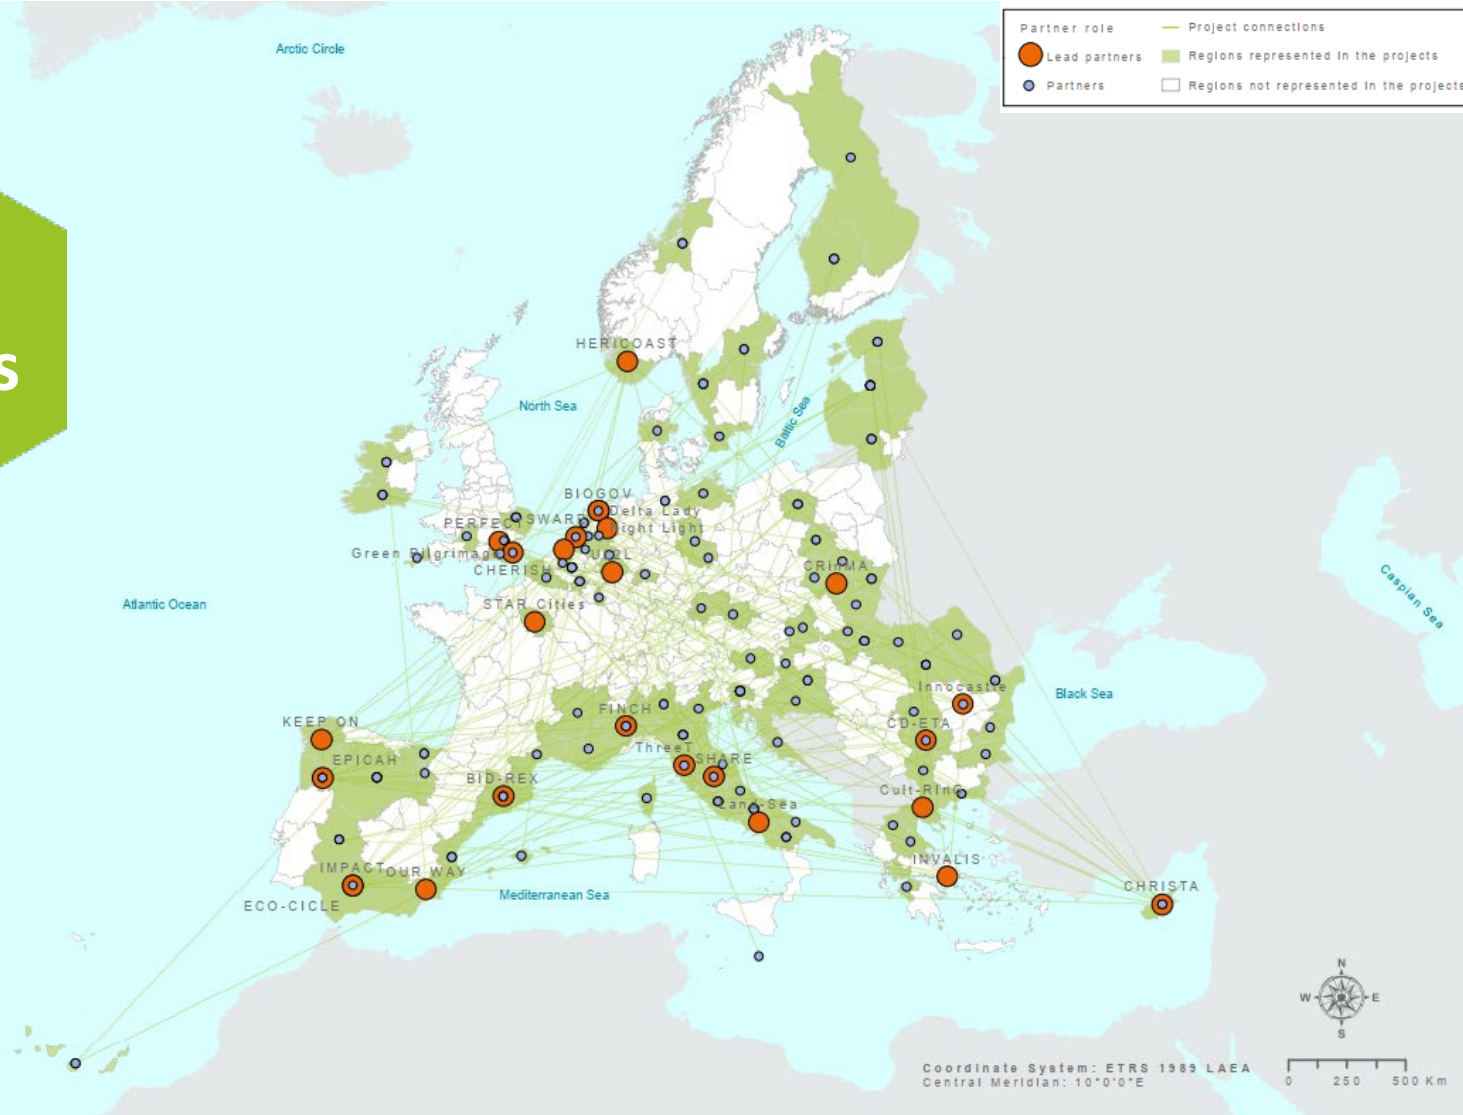 Partner role
Project connections
Lead partners
Regions represented in the projects
Partners
Regions not represented in the projects
Arctic Circle
S
HERICOAST
North Sea
Baltic Sea
BIOGOV
Delta Lady
PERFECT
SWARE
Night Light
Green Pilgrimage
CHERISH
CRinMA
STAR Cities
Atlantic Ocean
Caspian Sea
Innocastle
Black Sea
KEEP ON
FINCH
CD-ETA
EPICAH
ThreeT
SHARE
BID-REX
Cult-RInG
Land-Sea
IMPACT
OUR WAY
INVALIS
CHRISTA
ECO-CICLE
Mediterranean Sea
N
W
E
S
Coordinate System: ETRS 1989 LAEA
Central Meridian: 10°0'0"E
0 250 500 Km